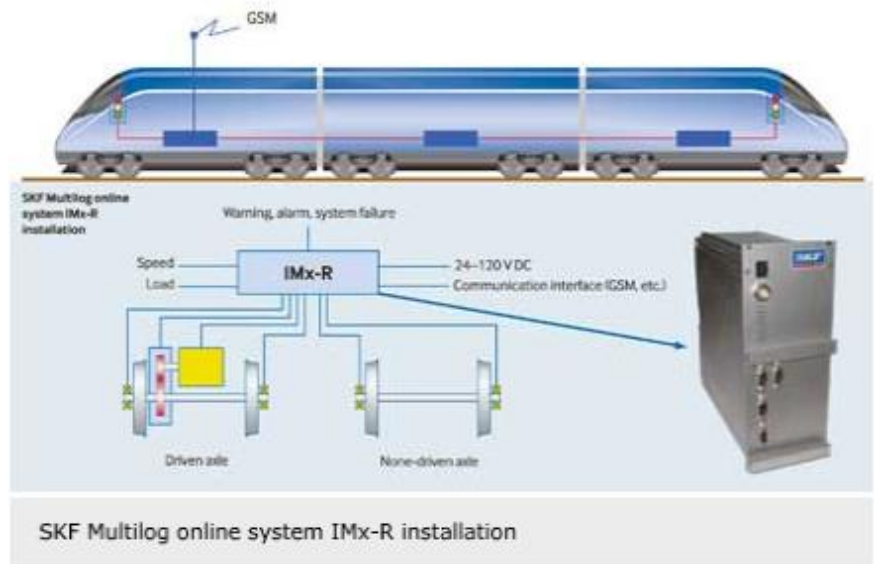 GSM
SKF Multilog online
system IMx-R
installation
Warning, alarm, system failure
Speed
Load
IMx-R
24–120 V DC
Communication interface (GSM, etc.)
SKF
Driven axle
None-driven axle
SKF Multilog online system IMx-R installation